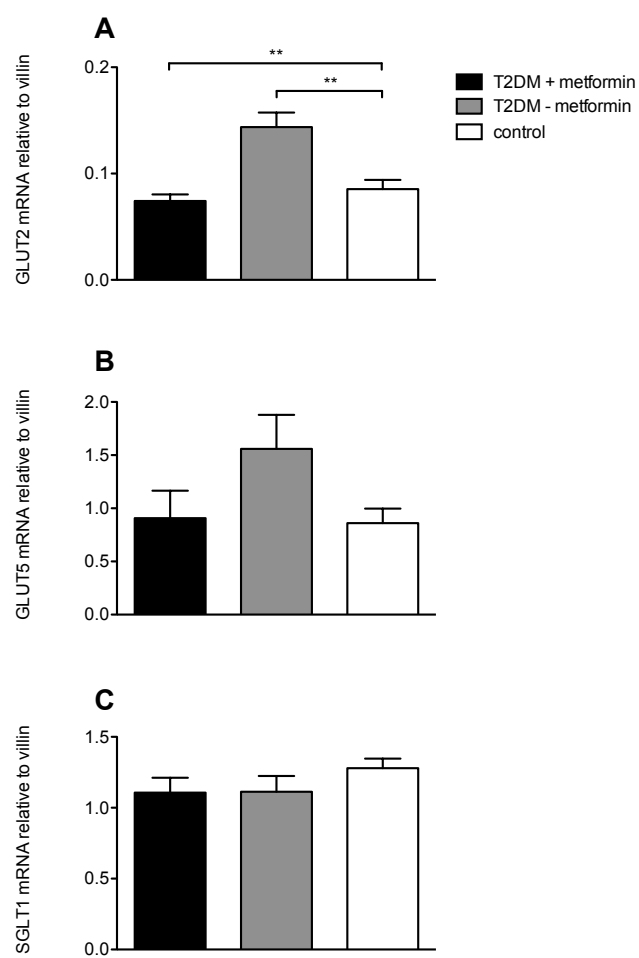 A
**
**
0.2
0.1
0.0
GLUT2 mRNA relative to villin
T2DM + metformin
T2DM - metformin
control
B
2.0
1.5
1.0
0.5
0.0
GLUT5 mRNA relative to villin
C
1.5
1.0
0.5
0.0
SGLT1 mRNA relative to villin